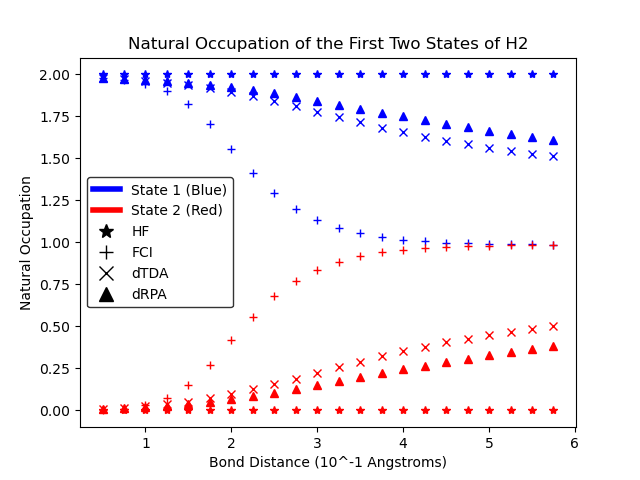 Natural Occupation of the First Two States of H2
2.00
1.75
1.50
1.25
1.00
0.75
0.50
0.25
0.00
Natural Occupation
State 1 (Blue)
State 2 (Red)
HF
FCI
dTDA
dRPA
1 2 3 4 5 6
Bond Distance (10^-1 Angstroms)